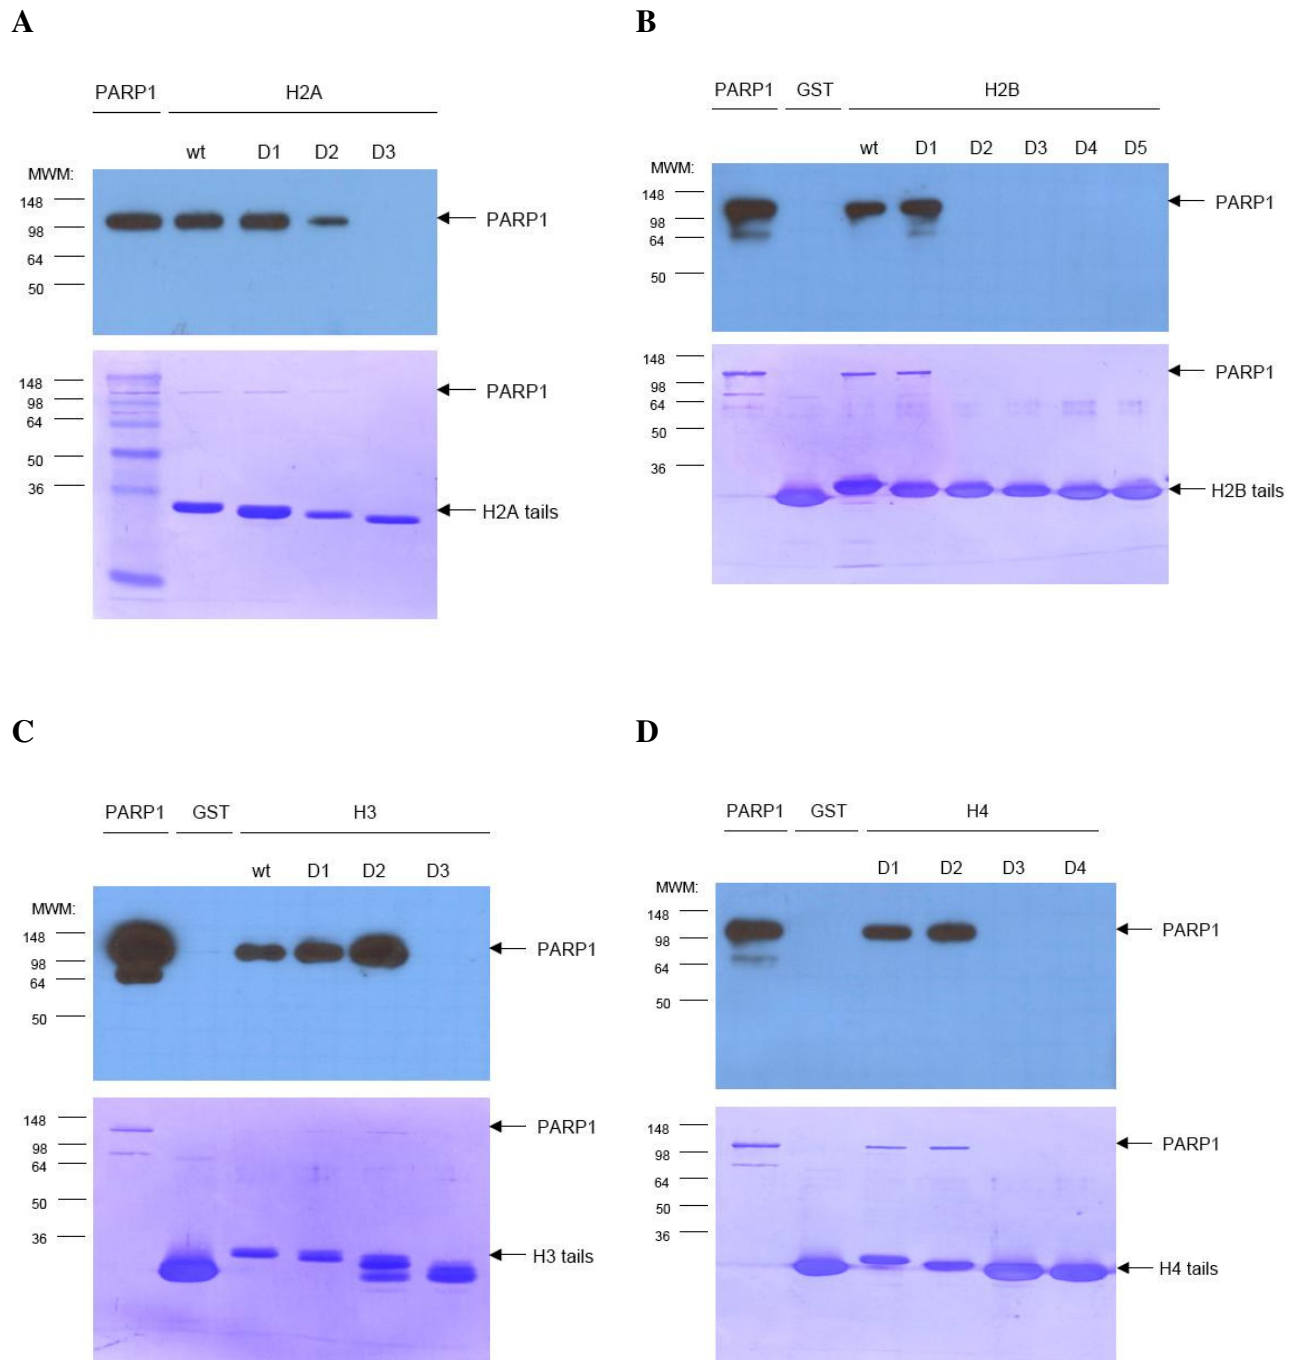 A
PARP1 H2A
wt D1 D2 D3
MWM:
148
98
64
50
PARP1
148
98
64
50
36
PARP1
H2A tails
B
PARP1 GST H2B
wt D1 D2 D3 D4 D5
MWM:
148
98
64
50
PARP1
148
98
64
50
36
PARP1
H2B tails
C
PARP1 GST H3
wt D1 D2 D3
MWM:
148
98
64
50
PARP1
148
98
64
50
36
PARP1
H3 tails
D
PARP1 GST H4
D1 D2 D3 D4
MWM:
148
98
64
50
PARP1
148
98
64
50
36
PARP1
H4 tails